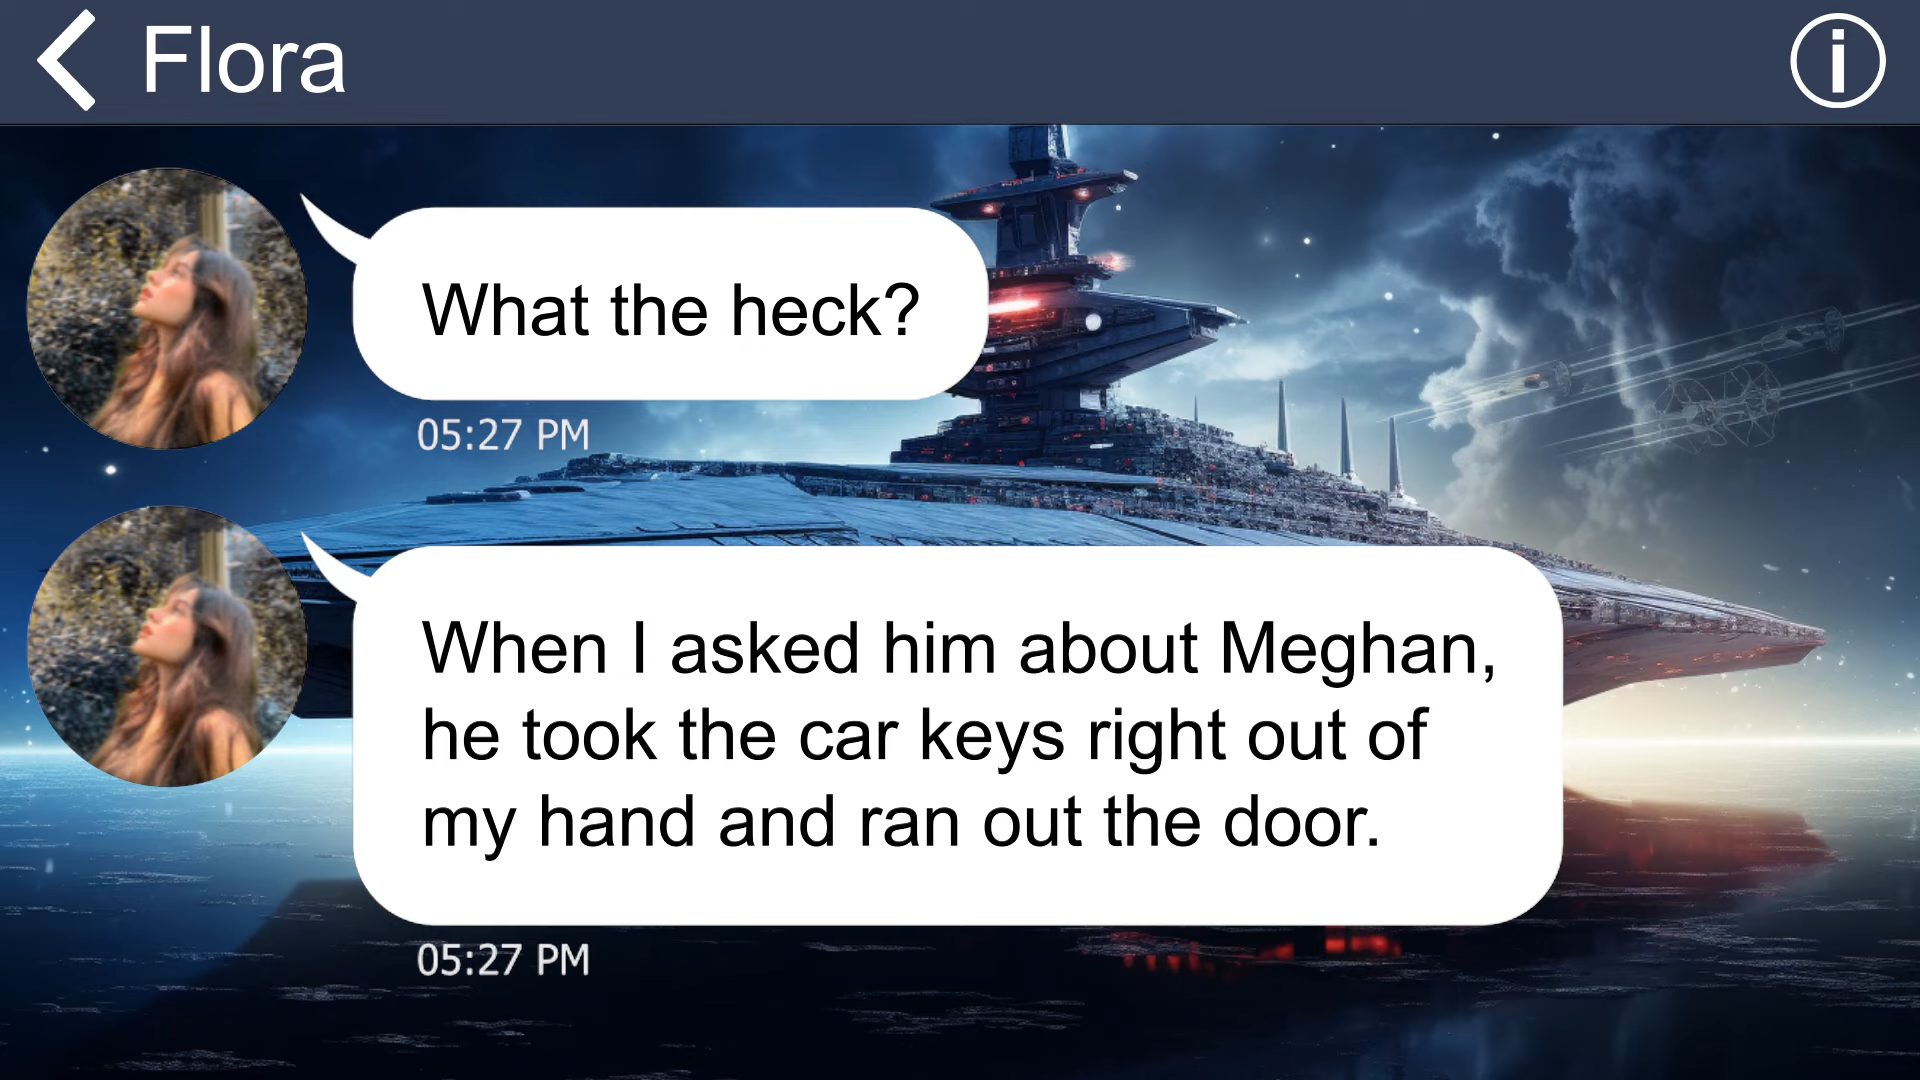 Flora
What the heck?
05:27 PM
When I asked him about Meghan,
he took the car keys right out of
my hand and ran out the door.
05:27 PM